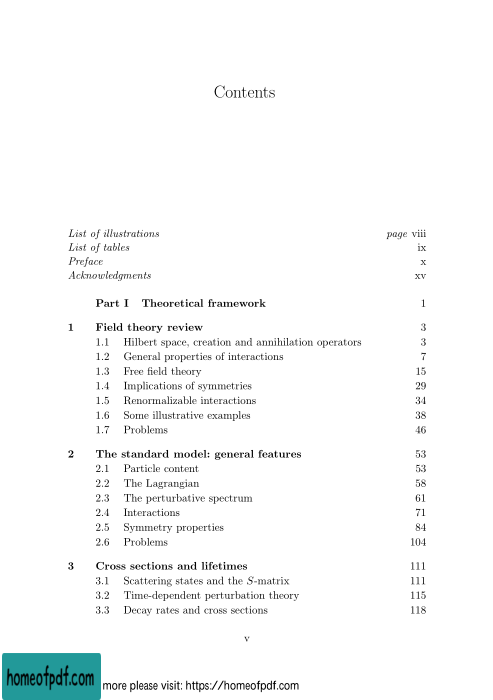 Contents
List of illustrations page viii
List of tables ix
Preface x
Acknowledgments xv
Part I Theoretical framework 1
1 Field theory review 3
1.1 Hilbert space, creation and annihilation operators 3
1.2 General properties of interactions 7
1.3 Free field theory 15
1.4 Implications of symmetries 29
1.5 Renormalizable interactions 34
1.6 Some illustrative examples 38
1.7 Problems 46
2 The standard model: general features 53
2.1 Particle content 53
2.2 The Lagrangian 58
2.3 The perturbative spectrum 61
2.4 Interactions 71
2.5 Symmetry properties 84
2.6 Problems 104
3 Cross sections and lifetimes 111
3.1 Scattering states and the S-matrix 111
3.2 Time-dependent perturbation theory 115
3.3 Decay rates and cross sections 118
v
homeofpdf.com more please visit: https://homeofpdf.com